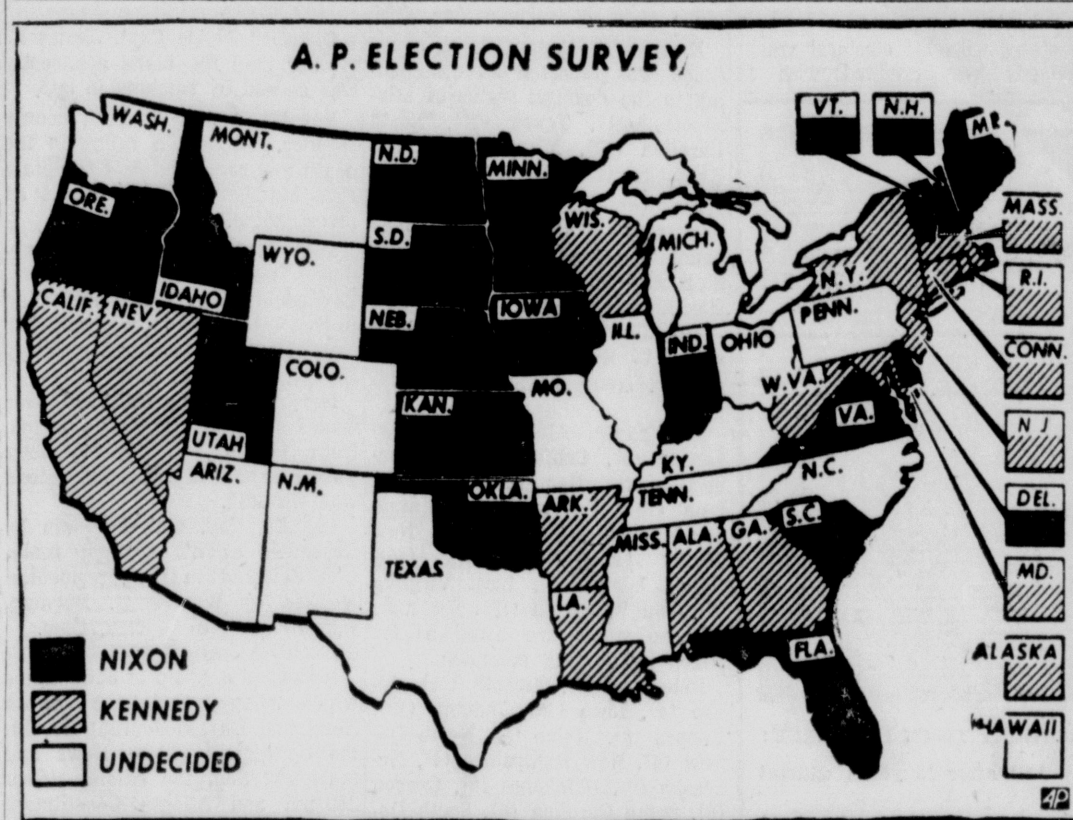 A. P. ELECTION SURVEY
WASH.
MONT.
N.D.
MINN.
VT.
N.H.
ME.
ORE.
IDAHO
WYO.
S.D.
WIS.
MICH.
N.Y.
MASS.
R.I.
CALIF.
NEV.
NEB.
IOWA
ILL.
IND.
OHIO
PENN.
CONN.
UTAH
COLO.
KAN.
MO.
W.VA.
VA.
N J
ARIZ.
N.M.
OKLA.
ARK.
KY.
TENN.
N.C.
DEL.
TEXAS
LA.
MISS.
ALA.
GA.
S.C.
MD.
FLA.
ALASKA
HAWAII
NIXON
KENNEDY
UNDECIDED
AP